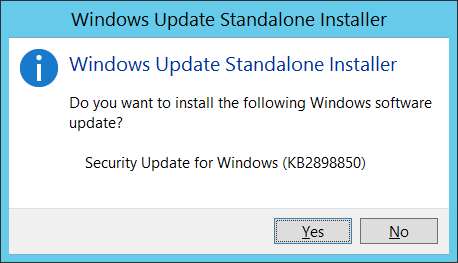 Windows Update Standalone Installer
Windows Update Standalone Installer
Do you want to install the following Windows software
update?
Security Update for Windows (KB2898850)
Yes
No